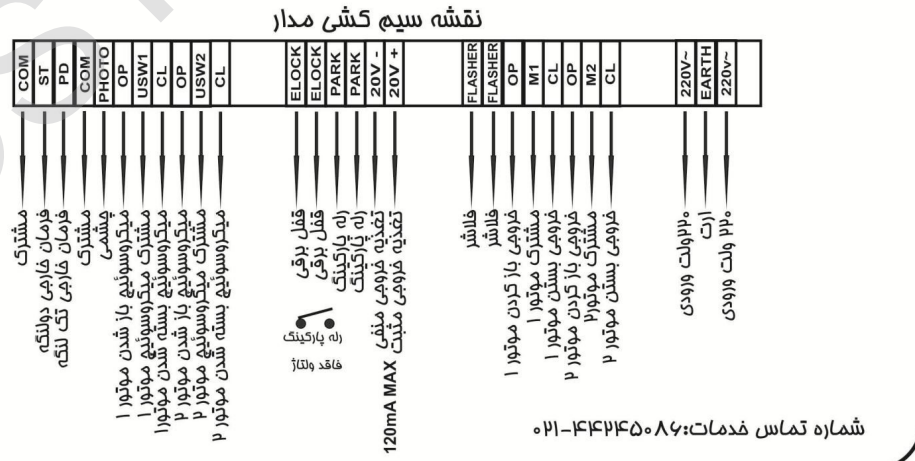 نقشه سیم کشی مدار
COM
ST
PD
COM
PHOTO
OP
USW1
CL
OP
USW2
CL
ELOCK
ELOCK
PARK
PARK
20V -
20V +
FLASHER
FLASHER
OP
M1
CL
OP
M2
CL
220V~
EARTH
220v~
مشترک
فرمان خارجی دولنگه
فرمان خارجی تک لنگه
مشترک
چشمی
میکروسوئیچ باز شدن موتور ۱
مشترک میکروسوئیچ موتور ۱
میکروسوئیچ بسته شدن موتور۱
میکروسوئیچ باز شدن موتور ۲
مشترک میکروسوئیچ موتور ۲
میکروسوئیچ بسته شدن موتور ۲
قفل برقی
قفل برقی
رله پارکینگ
رله پارکینگ
تغذیه خروجی منفی
تغذیه خروجی مثبت
120mA MAX
رله پارکینگ
فاقد ولتاژ
فلاشر
فلاشر
خروجی باز کردن موتور ۱
مشترک موتور ۱
خروجی بستن موتور ۱
خروجی باز کردن موتور ۲
مشترک موتور۲
خروجی بستن موتور ۲
۲۲۰ولت ورودی
ارت
۲۲۰ ولت ورودی
شماره تماس خدمات:۴۴۲۴۵۰۸۶-۰۲۱